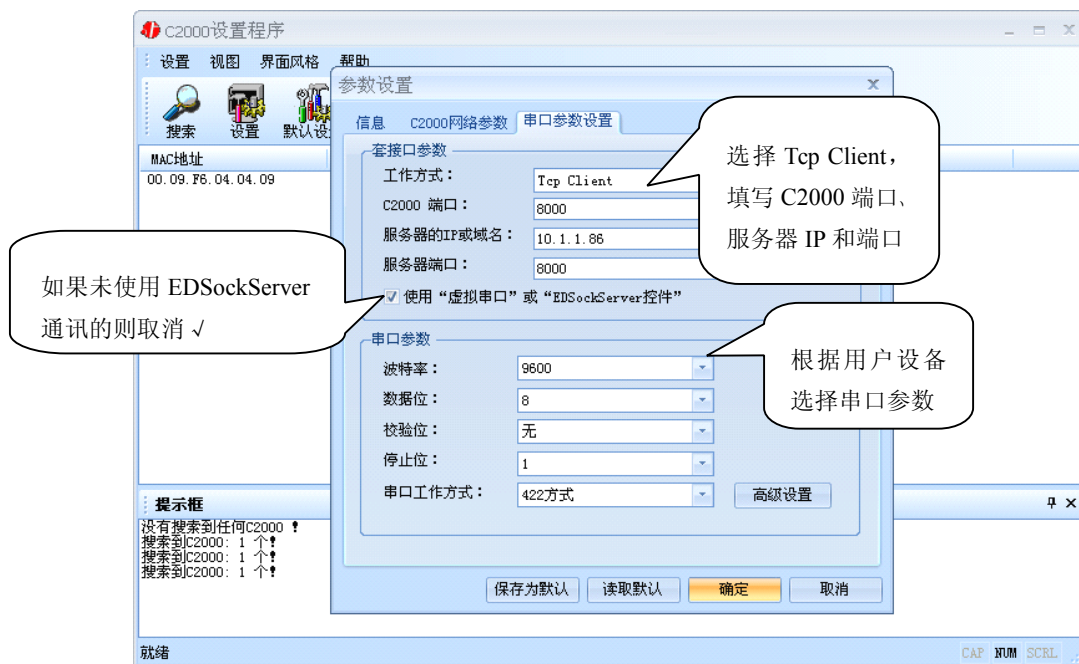 C2000设置程序
设置 视图 界面风格 帮助
搜索 设置 默认设
MAC地址
00.09.F6.04.04.09
参数设置
信息 C2000网络参数 串口参数设置
套接口参数
工作方式： Tcp Client
C2000 端口： 8000
服务器的IP或域名： 10.1.1.86
服务器端口： 8000
使用“虚拟串口”或“EDSockServer控件”
选择 Tcp Client，
填写 C2000 端口、
服务器 IP 和端口
如果未使用 EDSockServer
通讯的则取消 √
串口参数
波特率： 9600
数据位： 8
校验位： 无
停止位： 1
串口工作方式： 422方式
高级设置
根据用户设备
选择串口参数
保存为默认 读取默认 确定 取消
提示框
没有搜索到任何C2000 !
搜索到C2000: 1 个!
搜索到C2000: 1 个!
搜索到C2000: 1 个!
就绪
CAP NUM SCRL